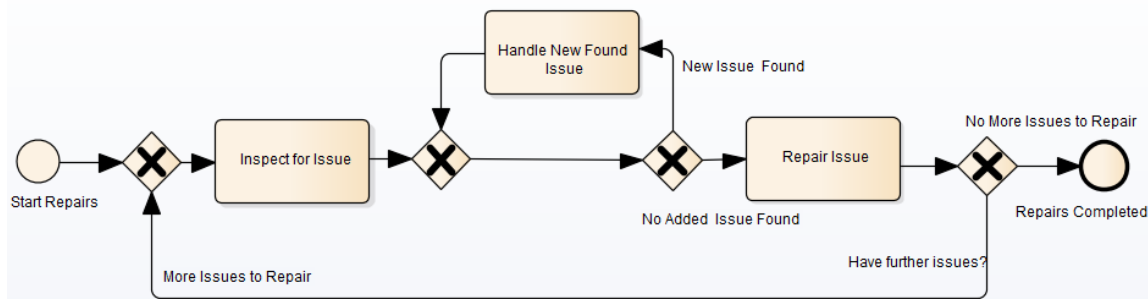 Handle New Found
Issue
New Issue  Found
No More Issues to Repair
Inspect for Issue
Repair Issue
Start Repairs
No Added  Issue Found
Repairs Completed
Have further issues?
More Issues to Repair